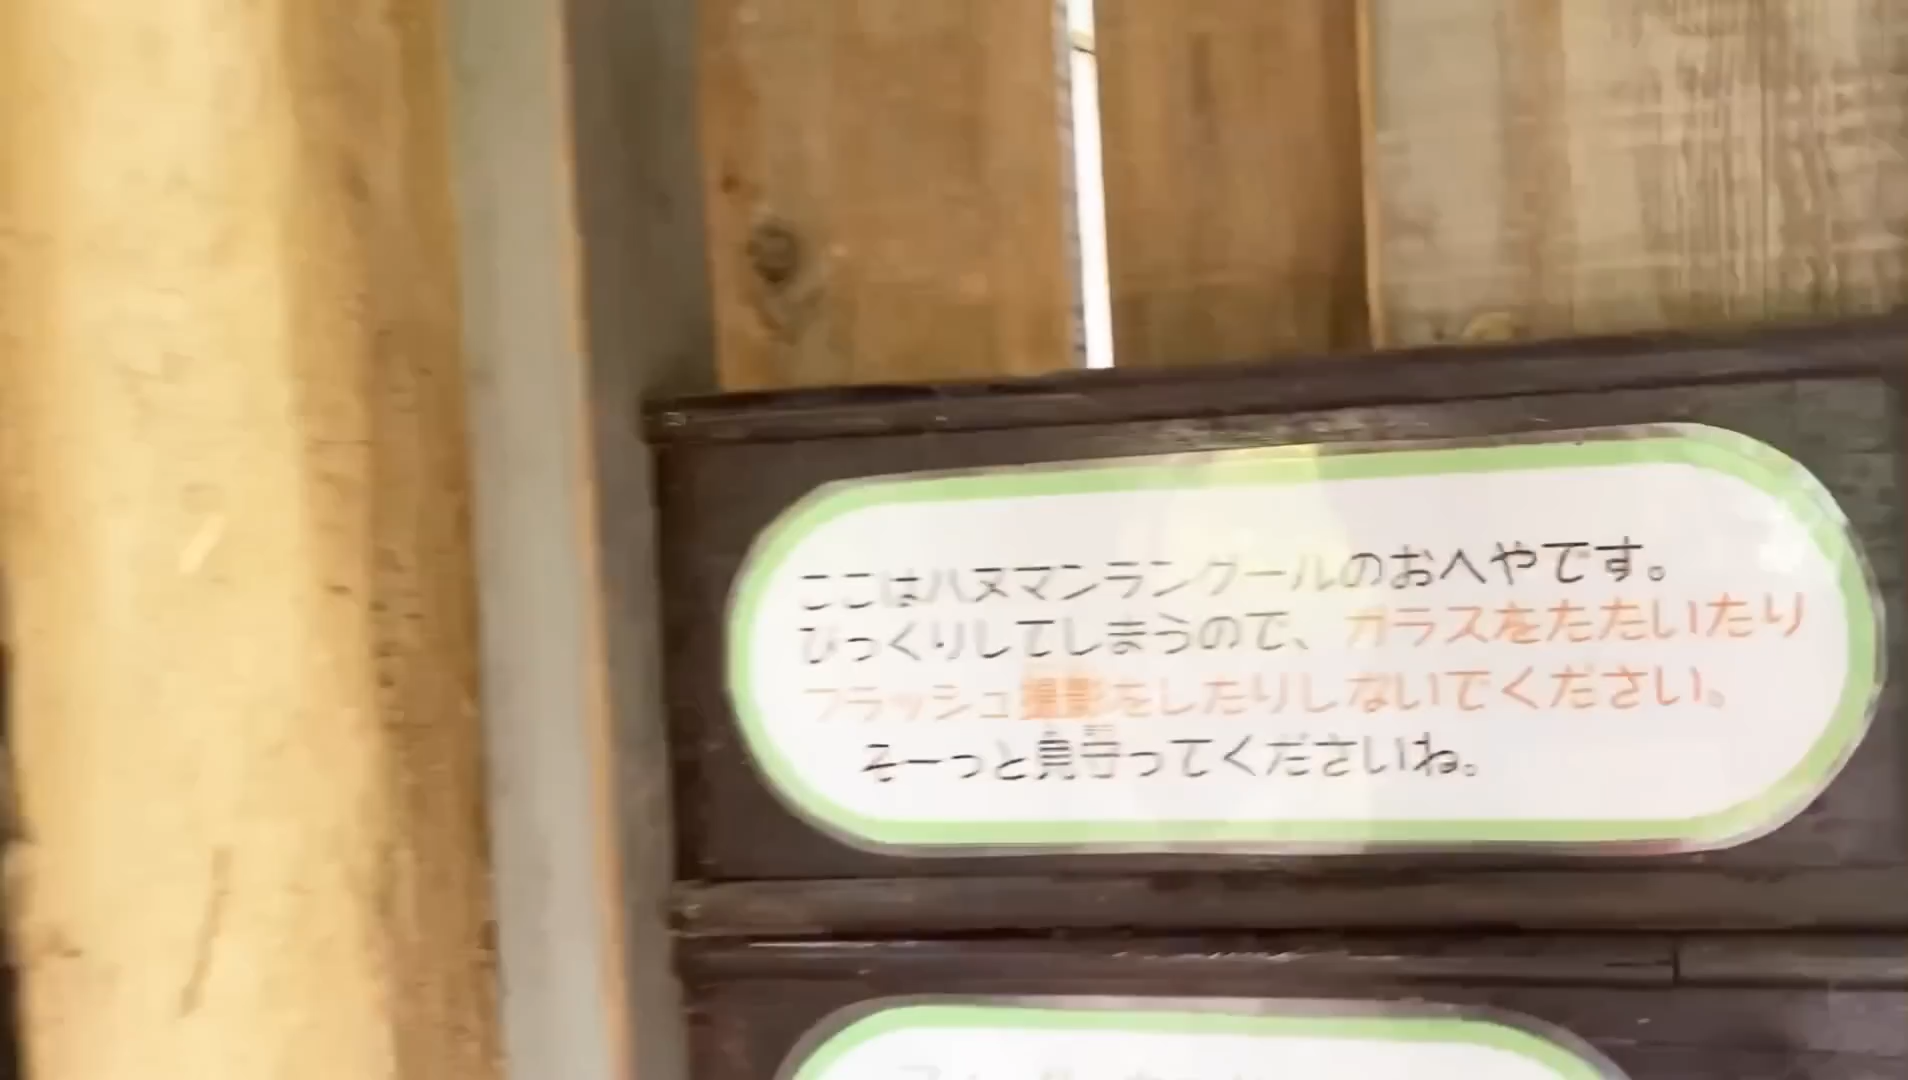 ここはハヌマンラングールのおへやです。
びっくりしてしまうので、ガラスをたたいたり
フラッシュ撮影をしたりしないでください。
そーっと見守ってくださいね。